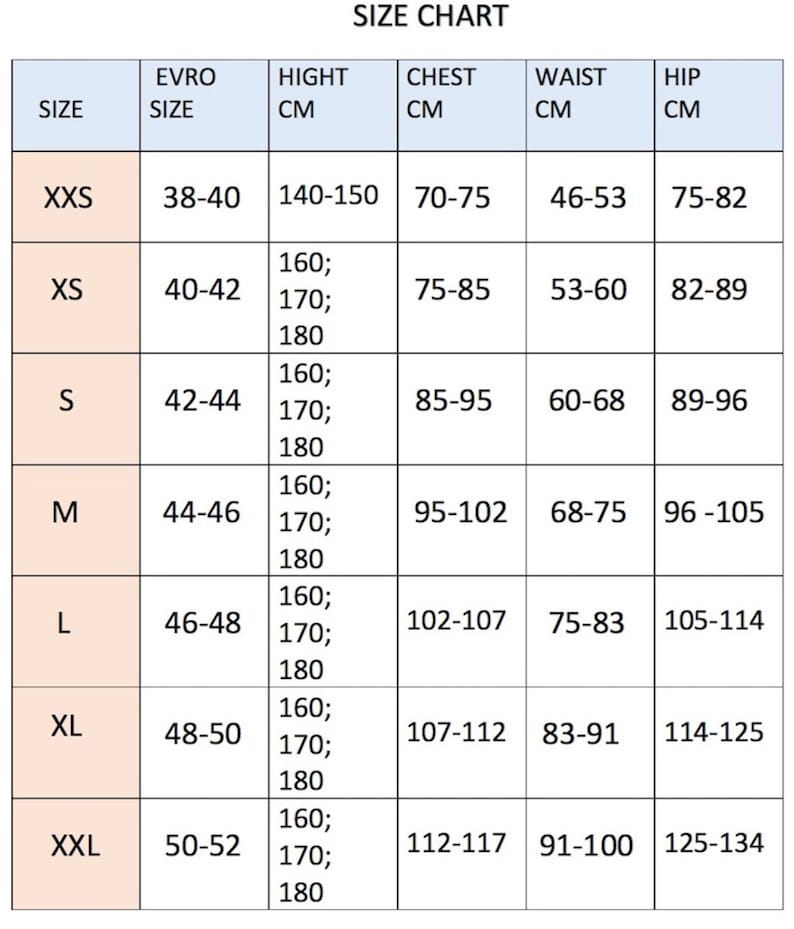 SIZE CHART
SIZE
EVRO
SIZE
HIGHT
CM
CHEST
CM
WAIST
CM
HIP
CM
XXS
38-40
140-150
70-75
46-53
75-82
XS
40-42
160;
170;
180
75-85
53-60
82-89
S
42-44
160;
170;
180
85-95
60-68
89-96
M
44-46
160;
170;
180
95-102
68-75
96 -105
L
46-48
160;
170;
180
102-107
75-83
105-114
XL
48-50
160;
170;
180
107-112
83-91
114-125
XXL
50-52
160;
170;
180
112-117
91-100
125-134